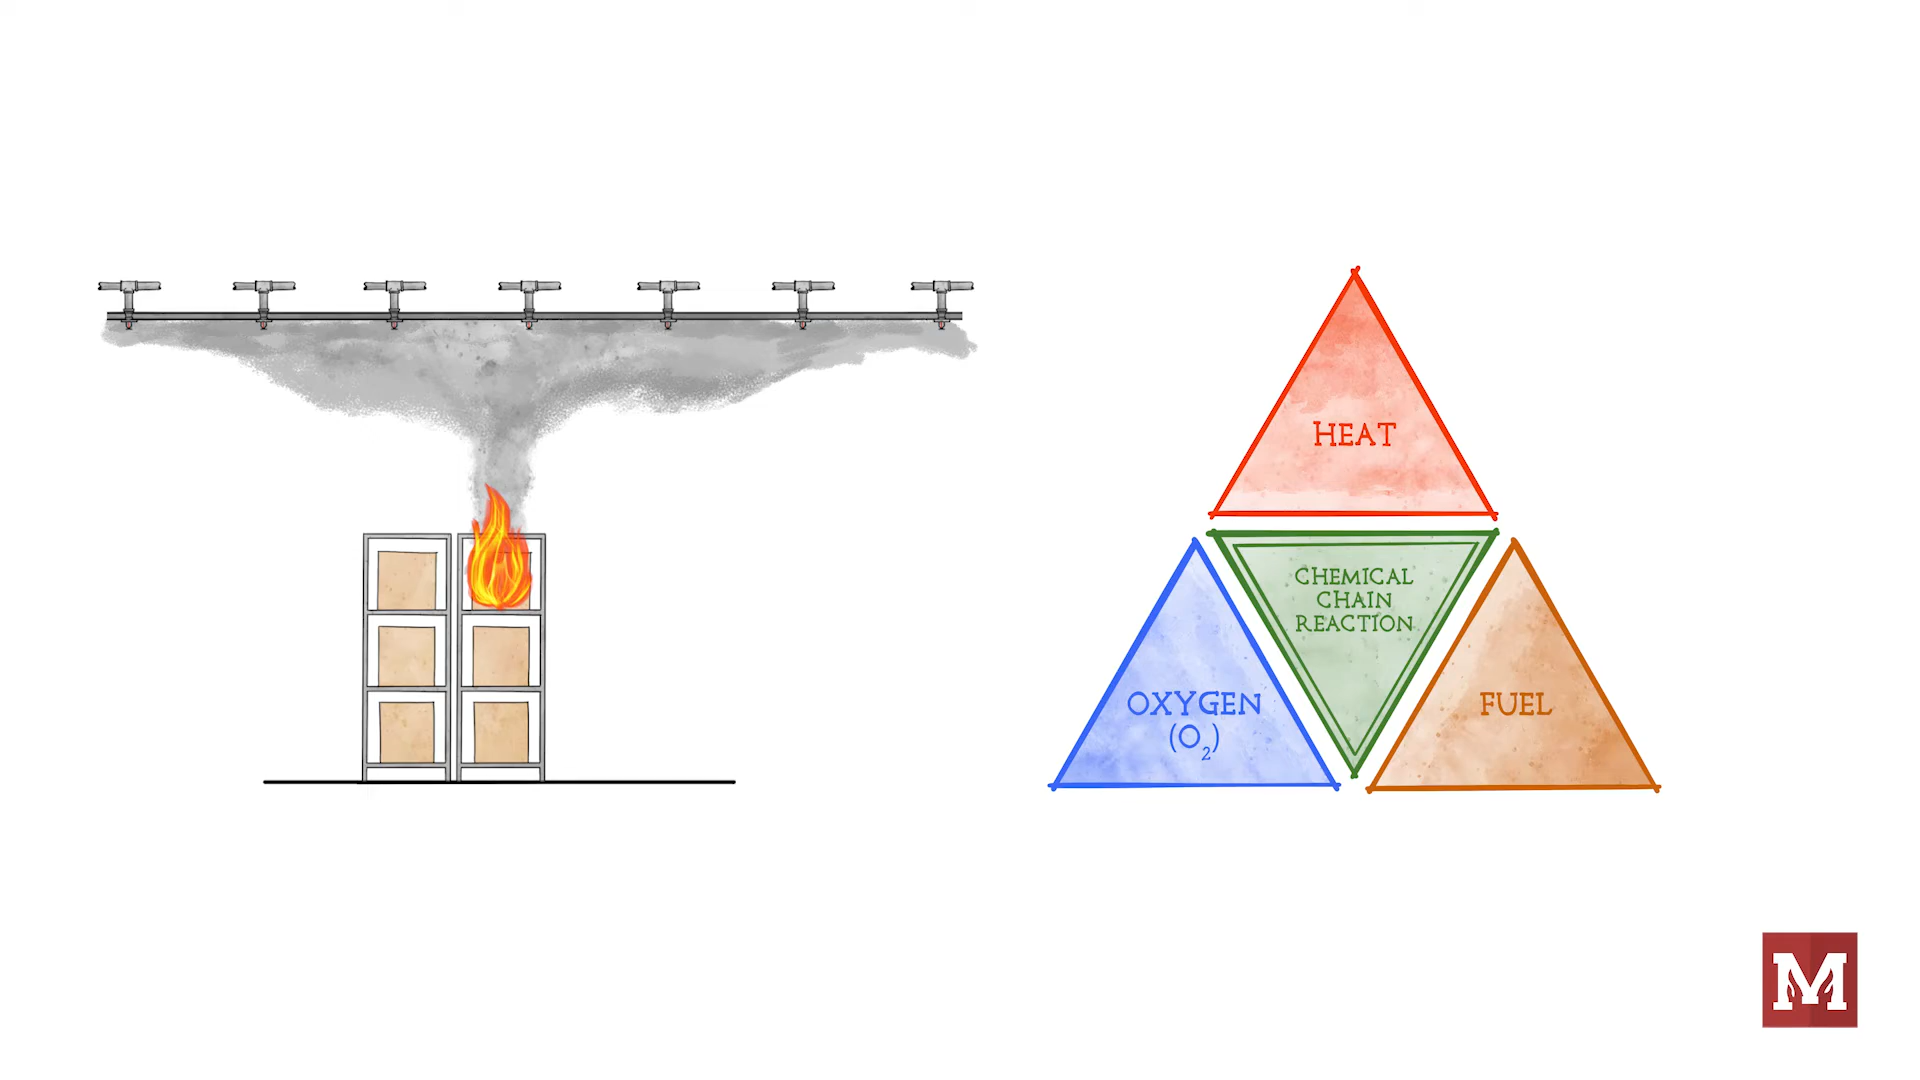 HEAT
CHEMICAL
CHAIN
REACTION
OXYGEN
(O₂)
FUEL
M